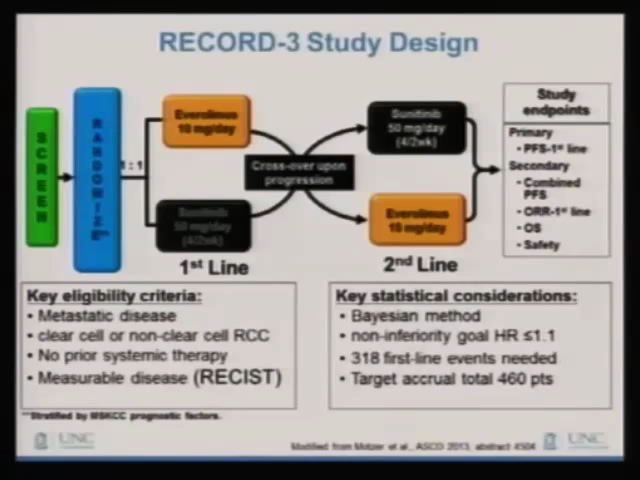 RECORD-3 Study Design
SCREEN
RANDOMIZE**
1:1
Everolimus
10 mg/day
Sunitinib
50 mg/day
(4/2wk)
1st Line
Cross-over upon
progression
Sunitinib
50 mg/day
(4/2wk)
Everolimus
10 mg/day
2nd Line
Study
endpoints
Primary
• PFS-1st line
Secondary
• Combined
PFS
• ORR-1st line
• OS
• Safety
Key eligibility criteria:
• Metastatic disease
• clear cell or non-clear cell RCC
• No prior systemic therapy
• Measurable disease (RECIST)
Key statistical considerations:
• Bayesian method
• non-inferiority goal HR ≤1.1
• 318 first-line events needed
• Target accrual total 460 pts
**Stratified by MSKCC prognostic factors.
UNC
Modified from Motzer et al., ASCO 2013, abstract 4504
UNC